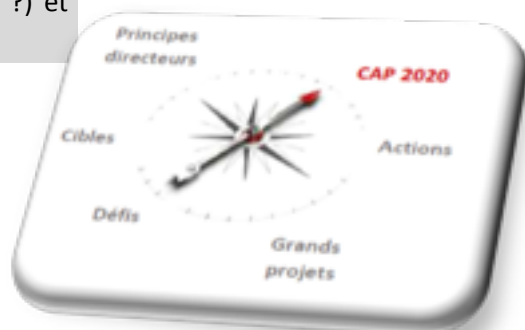 ?) et
Principes
directeurs
CAP 2020
Cibles
Actions
Défis
Grands
projets